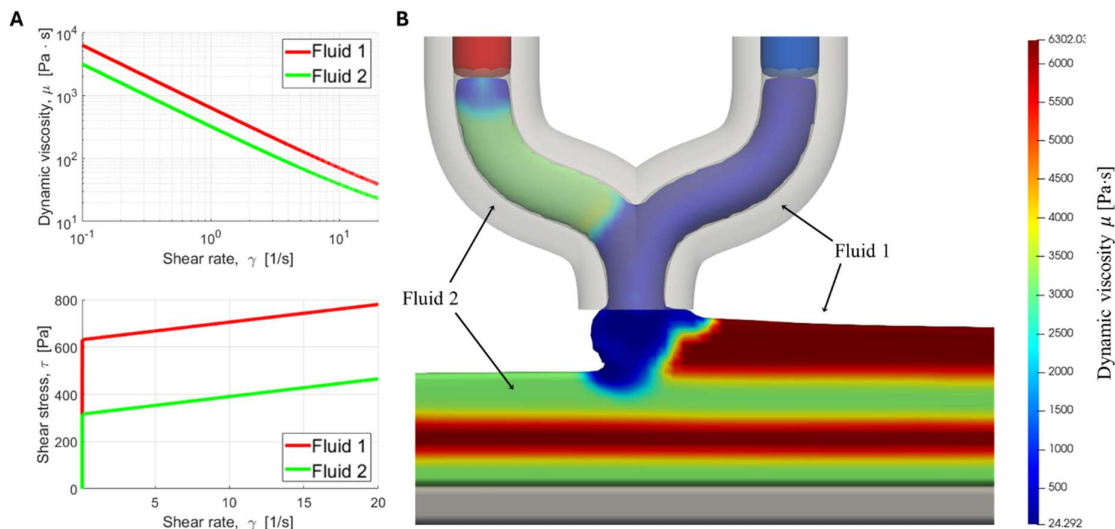 A
Dynamic viscosity, μ [Pa · s]
10⁴
10³
10²
10¹
10⁻¹
10⁰
10¹
Shear rate, γ [1/s]
Fluid 1
Fluid 2
Shear stress, τ [Pa]
800
600
400
200
0
5
10
15
20
Shear rate, γ [1/s]
Fluid 1
Fluid 2
B
Fluid 2
Fluid 1
6302.03
6000
5500
5000
4500
4000
3500
3000
2500
2000
1500
1000
500
24.292
Dynamic viscosity μ [Pa·s]